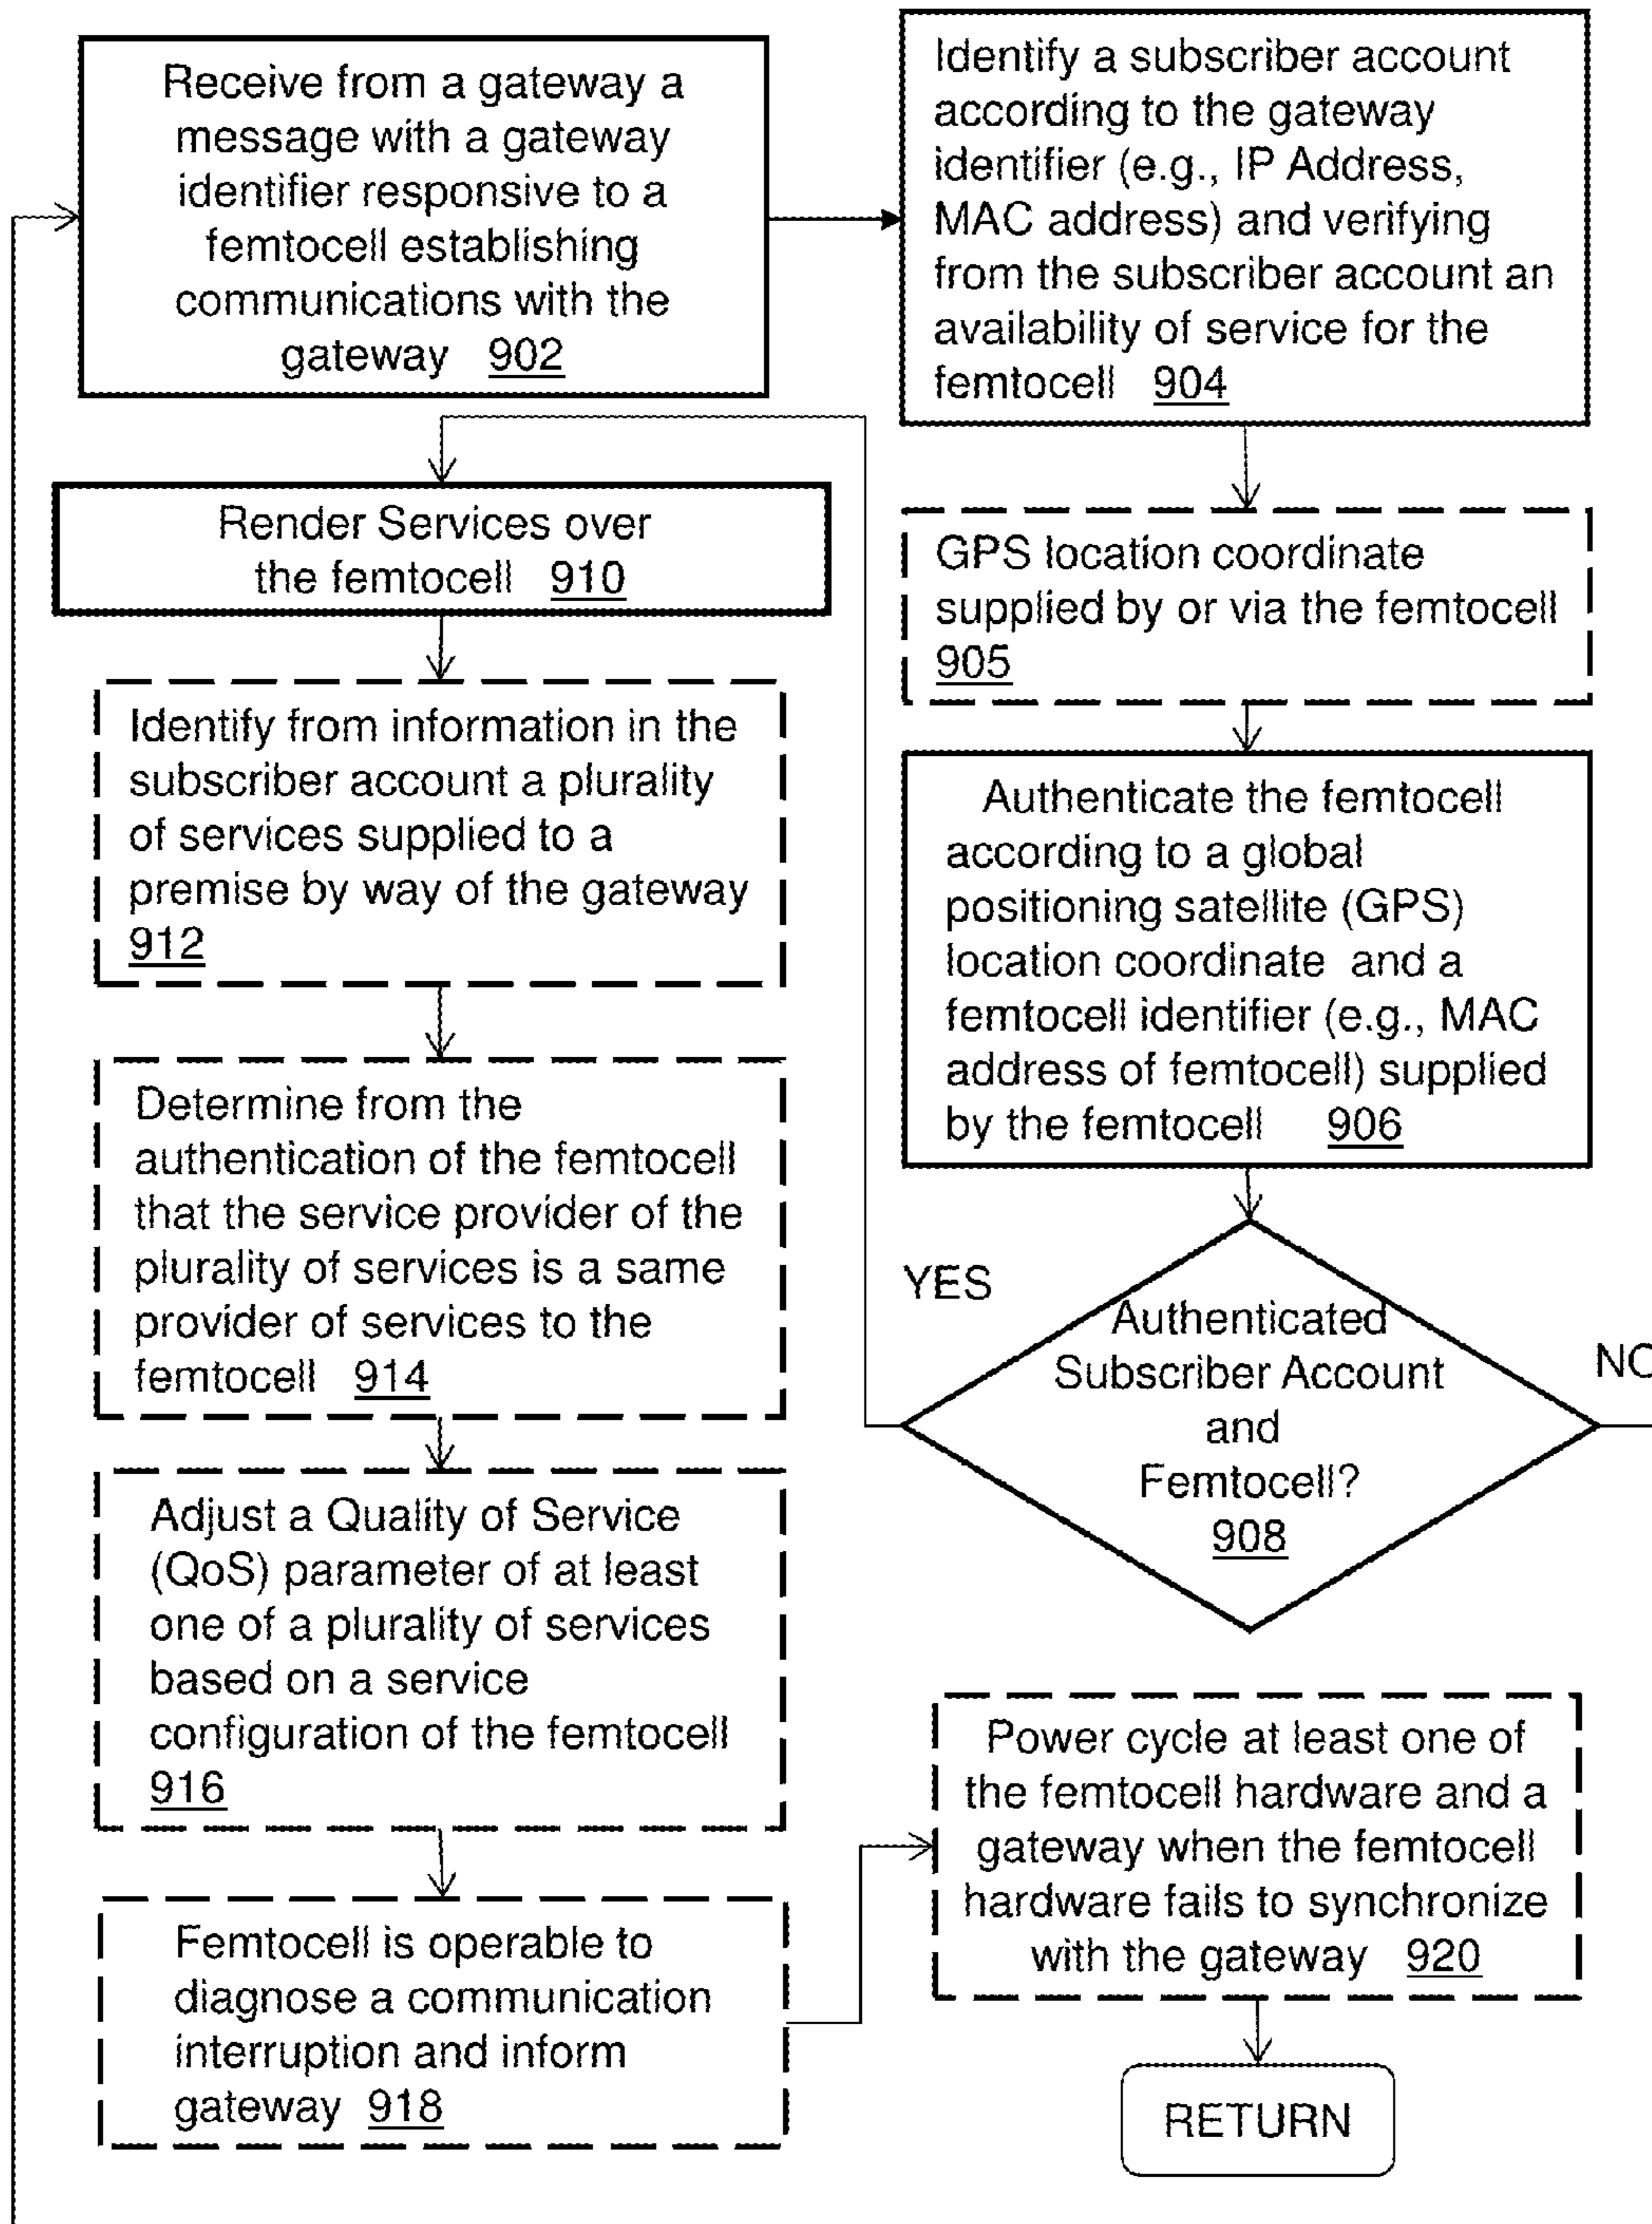 Receive from a gateway a
message with a gateway
identifier responsive to a
femtocell establishing
communications with the
gateway 902
Identify a subscriber account
according to the gateway
identifier (e.g., IP Address,
MAC address) and verifying
from the subscriber account an
availability of service for the
femtocell 904
GPS location coordinate
supplied by or via the femtocell
905
Authenticate the femtocell
according to a global
positioning satellite (GPS)
location coordinate and a
femtocell identifier (e.g., MAC
address of femtocell) supplied
by the femtocell 906
YES
Authenticated
Subscriber Account
and
Femtocell?
908
NO
Render Services over
the femtocell 910
Identify from information in the
subscriber account a plurality
of services supplied to a
premise by way of the gateway
912
Determine from the
authentication of the femtocell
that the service provider of the
plurality of services is a same
provider of services to the
femtocell 914
Adjust a Quality of Service
(QoS) parameter of at least
one of a plurality of services
based on a service
configuration of the femtocell
916
Femtocell is operable to
diagnose a communication
interruption and inform
gateway 918
Power cycle at least one of
the femtocell hardware and a
gateway when the femtocell
hardware fails to synchronize
with the gateway 920
RETURN